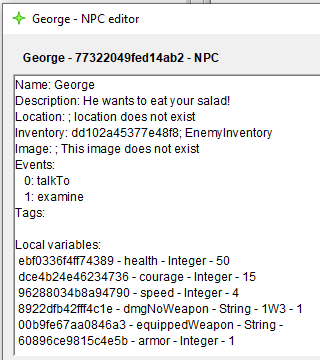 George - NPC editor
George - 77322049fed14ab2 - NPC
Name: George
Description: He wants to eat your salad!
Location: ; location does not exist
Inventory: dd102a45377e48f8; EnemyInventory
Image: ; This image does not exist
Events:
0: talkTo
1: examine
Tags:
Local variables:
ebf0336f4ff74389 - health - Integer - 50
dce4b24e46234736 - courage - Integer - 15
96288034b8a94790 - speed - Integer - 4
8922dfb42fff4c1e - dmgNoWeapon - String - 1W3 - 1
00b9fe67aa0846a3 - equippedWeapon - String -
60896ce9815c4e5b - armor - Integer - 1